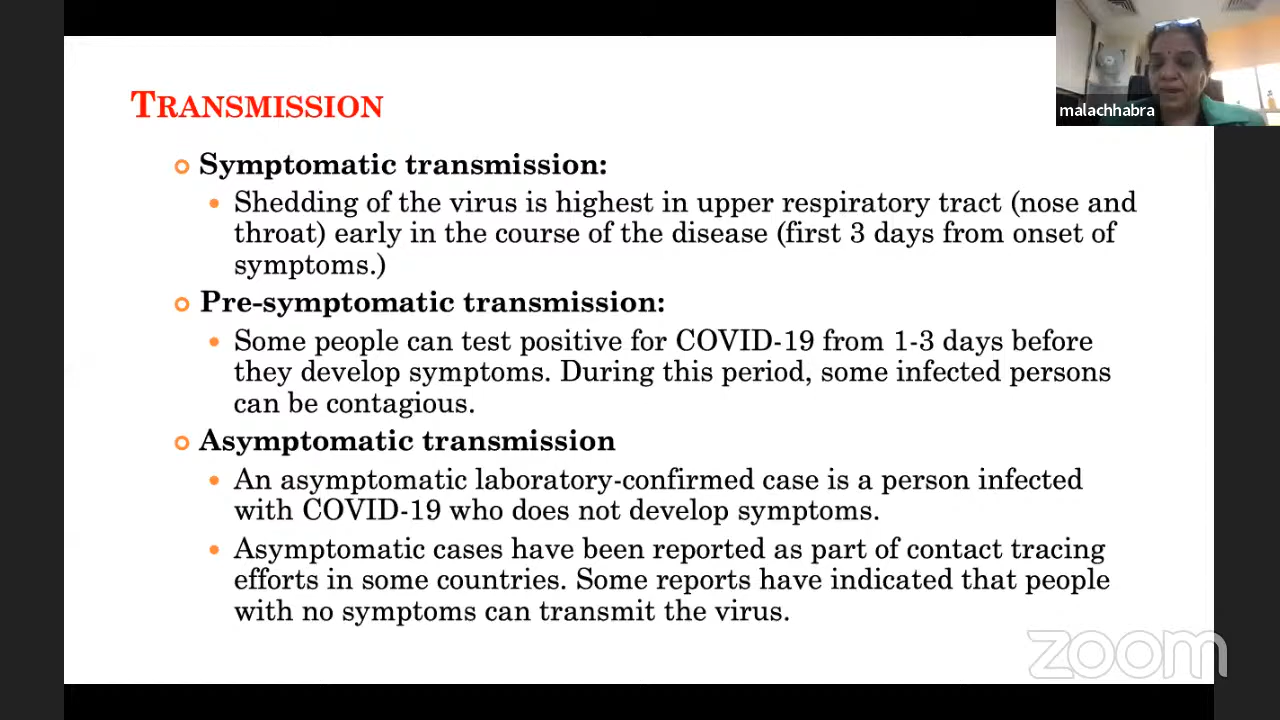 malachhabra
TRANSMISSION
Symptomatic transmission:
Shedding of the virus is highest in upper respiratory tract (nose and
throat) early in the course of the disease (first 3 days from onset of
symptoms.)
Pre-symptomatic transmission:
Some people can test positive for COVID-19 from 1-3 days before
they develop symptoms. During this period, some infected persons
can be contagious.
Asymptomatic transmission
An asymptomatic laboratory-confirmed case is a person infected
with COVID-19 who does not develop symptoms.
Asymptomatic cases have been reported as part of contact tracing
efforts in some countries. Some reports have indicated that people
with no symptoms can transmit the virus.
zoom